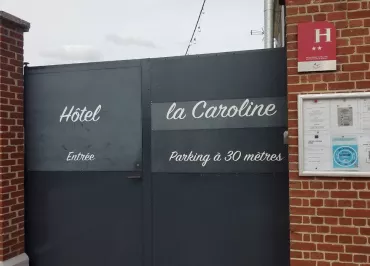 Hôtel la Caroline
Entrée Parking à 30 mètres
H